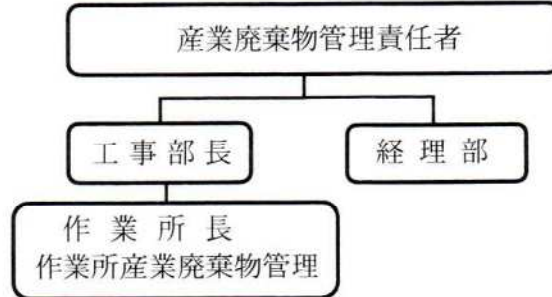 産業廃棄物管理責任者
工事部長
経理部
作業所長
作業所産業廃棄物管理